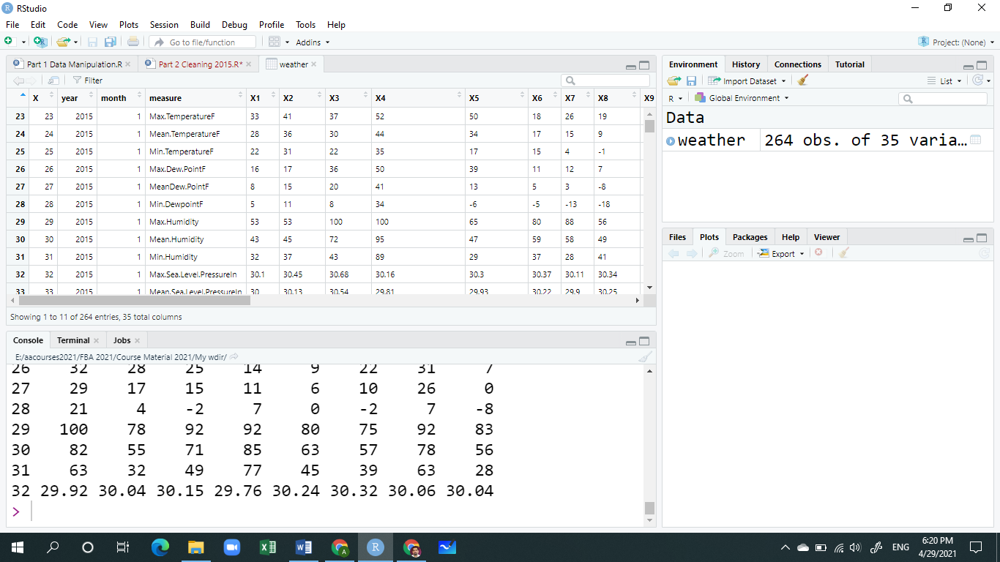 RStudio
File Edit Code View Plots Session Build Debug Profile Tools Help
Go to file/function Addins Project: (None)
Part 1 Data Manipulation.R Part 2 Cleaning 2015.R* weather
Filter
X year month measure X1 X2 X3 X4 X5 X6 X7 X8 X9
23 23 2015 1 Max.TemperatureF 33 41 37 52 50 18 26 19
24 24 2015 1 Mean.TemperatureF 28 36 30 44 34 17 15 9
25 25 2015 1 Min.TemperatureF 22 31 22 35 17 15 4 -1
26 26 2015 1 Max.Dew.PointF 16 17 36 50 39 11 12 7
27 27 2015 1 MeanDew.PointF 8 15 20 41 13 5 3 -8
28 28 2015 1 Min.DewpointF 5 11 8 34 -6 -5 -13 -18
29 29 2015 1 Max.Humidity 53 53 100 100 65 80 88 56
30 30 2015 1 Mean.Humidity 43 45 72 95 47 59 58 49
31 31 2015 1 Min.Humidity 32 37 43 89 29 37 28 41
32 32 2015 1 Max.Sea.Level.PressureIn 30.1 30.45 30.68 30.16 30.3 30.37 30.11 30.34
33 33 2015 1 Mean.Sea.Level.PressureIn 30 30.13 30.54 29.81 29.93 30.22 29.9 30.25
Showing 1 to 11 of 264 entries, 35 total columns
Console Terminal Jobs
E:/aacourses2021/FBA 2021/Course Material 2021/My wdir/
26 32 28 25 14 9 22 31 7
27 29 17 15 11 6 10 26 0
28 21 4 -2 7 0 -2 7 -8
29 100 78 92 92 80 75 92 83
30 82 55 71 85 63 57 78 56
31 63 32 49 77 45 39 63 28
32 29.92 30.04 30.15 29.76 30.24 30.32 30.06 30.04
>
Environment History Connections Tutorial
Import Dataset List
R Global Environment
Data
weather 264 obs. of 35 varia…
Files Plots Packages Help Viewer
Zoom Export
ENG
6:20 PM
4/29/2021